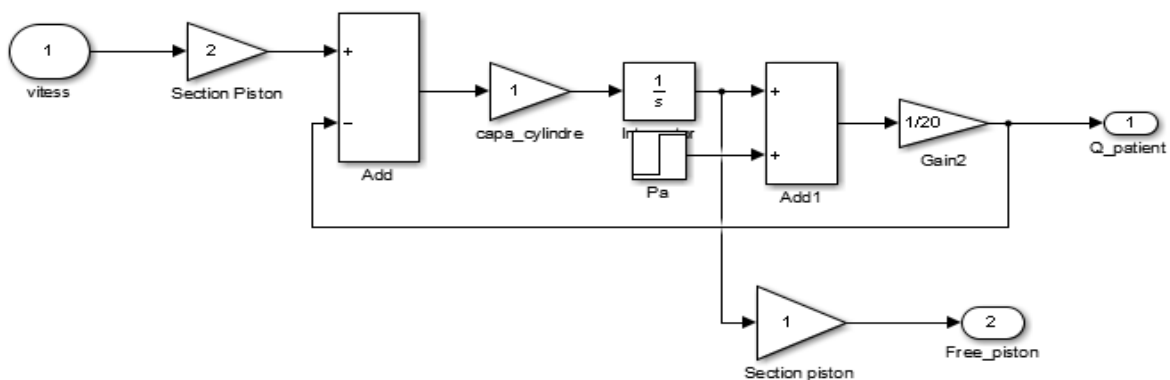 1
vitess
2
Section Piston
+
−
Add
1
capa_cylindre
1
s
Pa
+
+
Add1
1/20
Gain2
1
Q_patient
1
Section piston
2
Free_piston